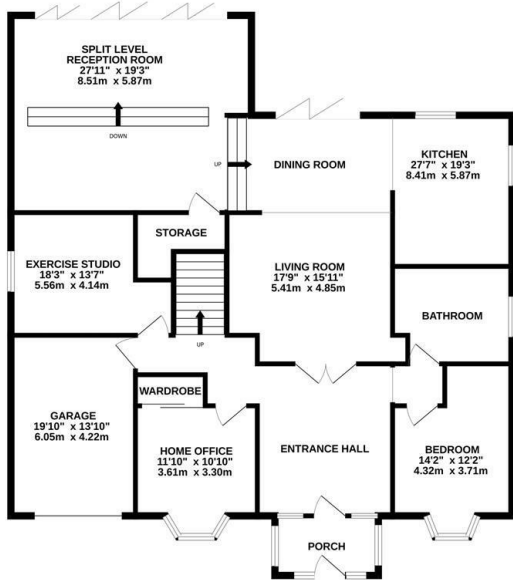 SPLIT LEVEL
RECEPTION ROOM
27'11" x 19'3"
8.51m x 5.87m
DOWN
UP
DINING ROOM
KITCHEN
27'7" x 19'3"
8.41m x 5.87m
STORAGE
EXERCISE STUDIO
18'3" x 13'7"
5.56m x 4.14m
LIVING ROOM
17'9" x 15'11"
5.41m x 4.85m
BATHROOM
UP
WARDROBE
GARAGE
19'10" x 13'10"
6.05m x 4.22m
HOME OFFICE
11'10" x 10'10"
3.61m x 3.30m
ENTRANCE HALL
BEDROOM
14'2" x 12'2"
4.32m x 3.71m
PORCH